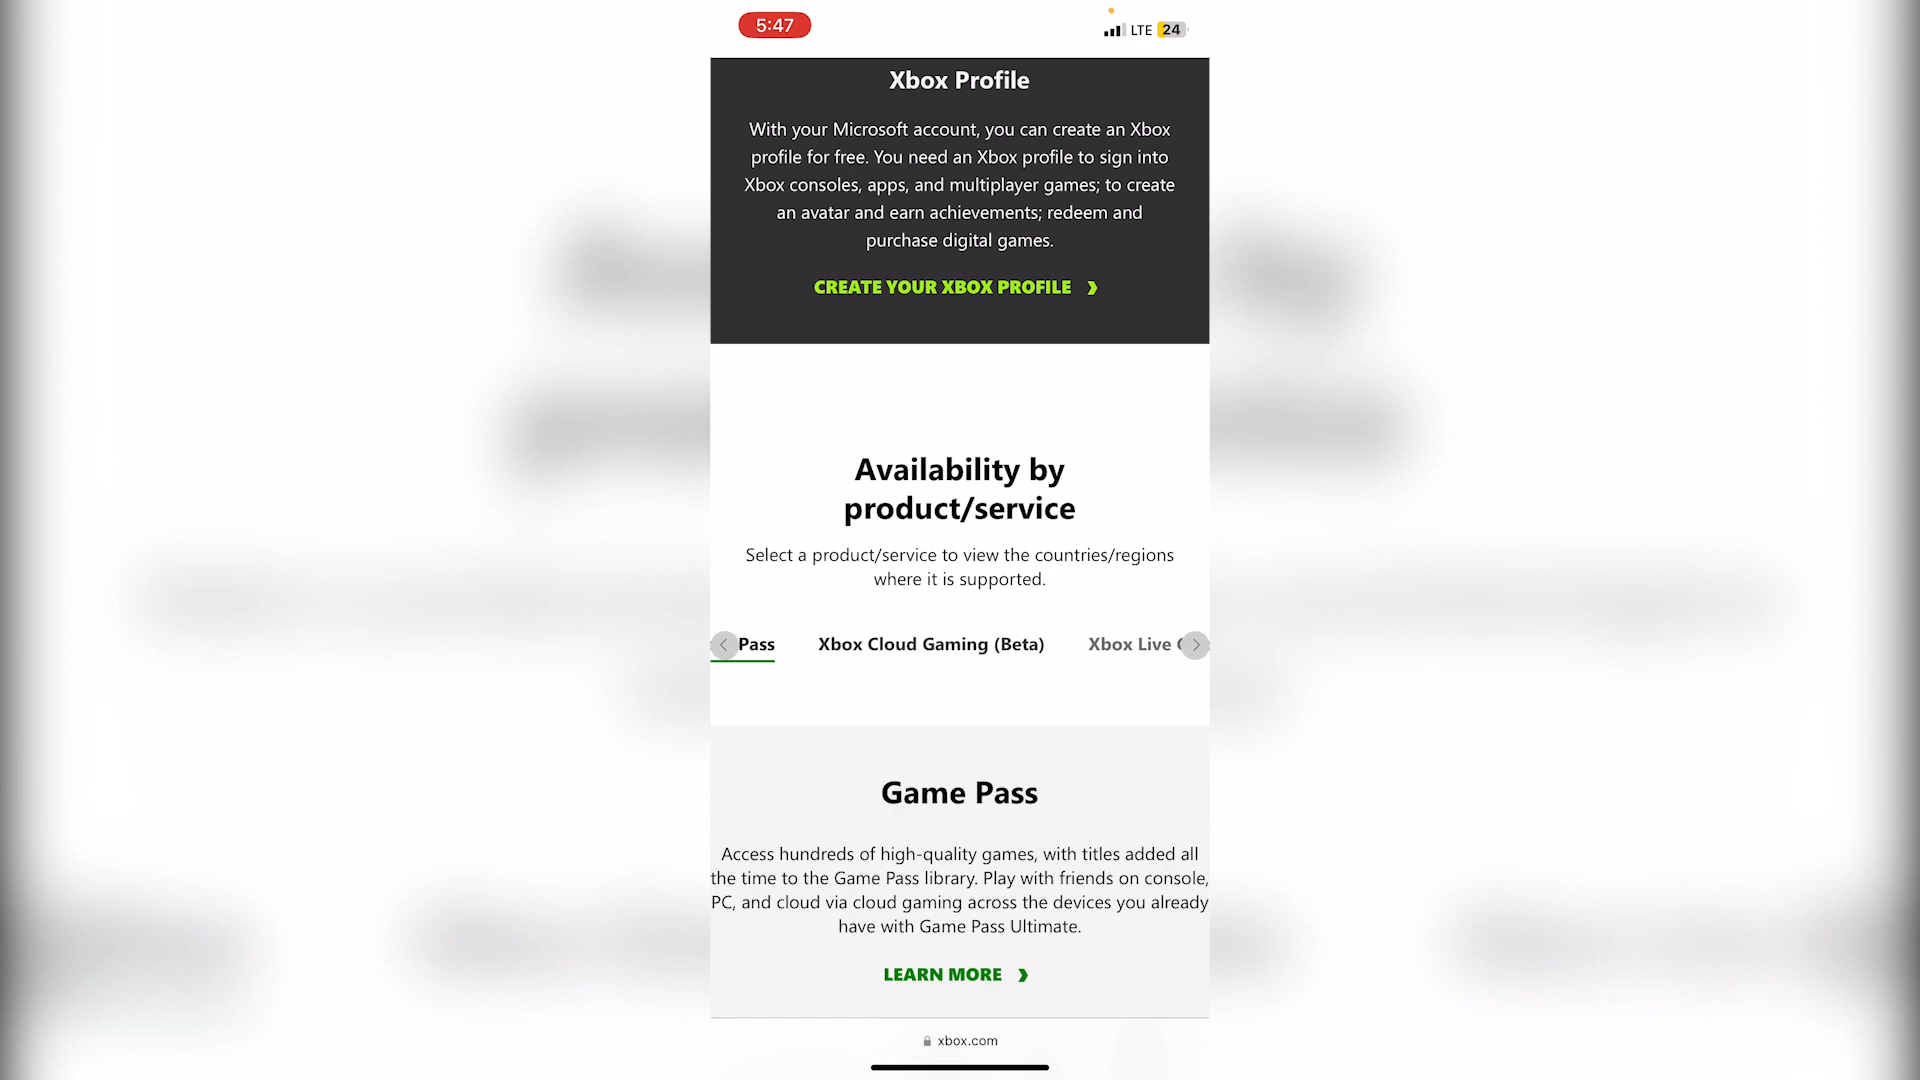 5:47
LTE 24
Xbox Profile
With your Microsoft account, you can create an Xbox
profile for free. You need an Xbox profile to sign into
Xbox consoles, apps, and multiplayer games; to create
an avatar and earn achievements; redeem and
purchase digital games.
CREATE YOUR XBOX PROFILE
Availability by
product/service
Select a product/service to view the countries/regions
where it is supported.
Pass Xbox Cloud Gaming (Beta) Xbox Live
Game Pass
Access hundreds of high-quality games, with titles added all
the time to the Game Pass library. Play with friends on console,
PC, and cloud via cloud gaming across the devices you already
have with Game Pass Ultimate.
LEARN MORE
xbox.com